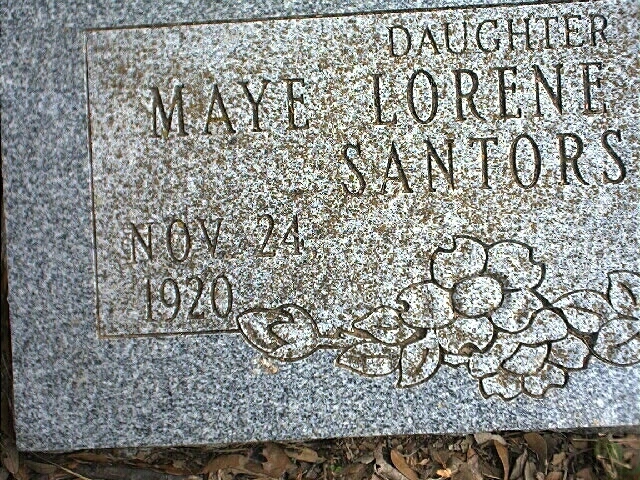 DAUGHTER
MAYE LORENE
SANTORS
NOV. 24
1920